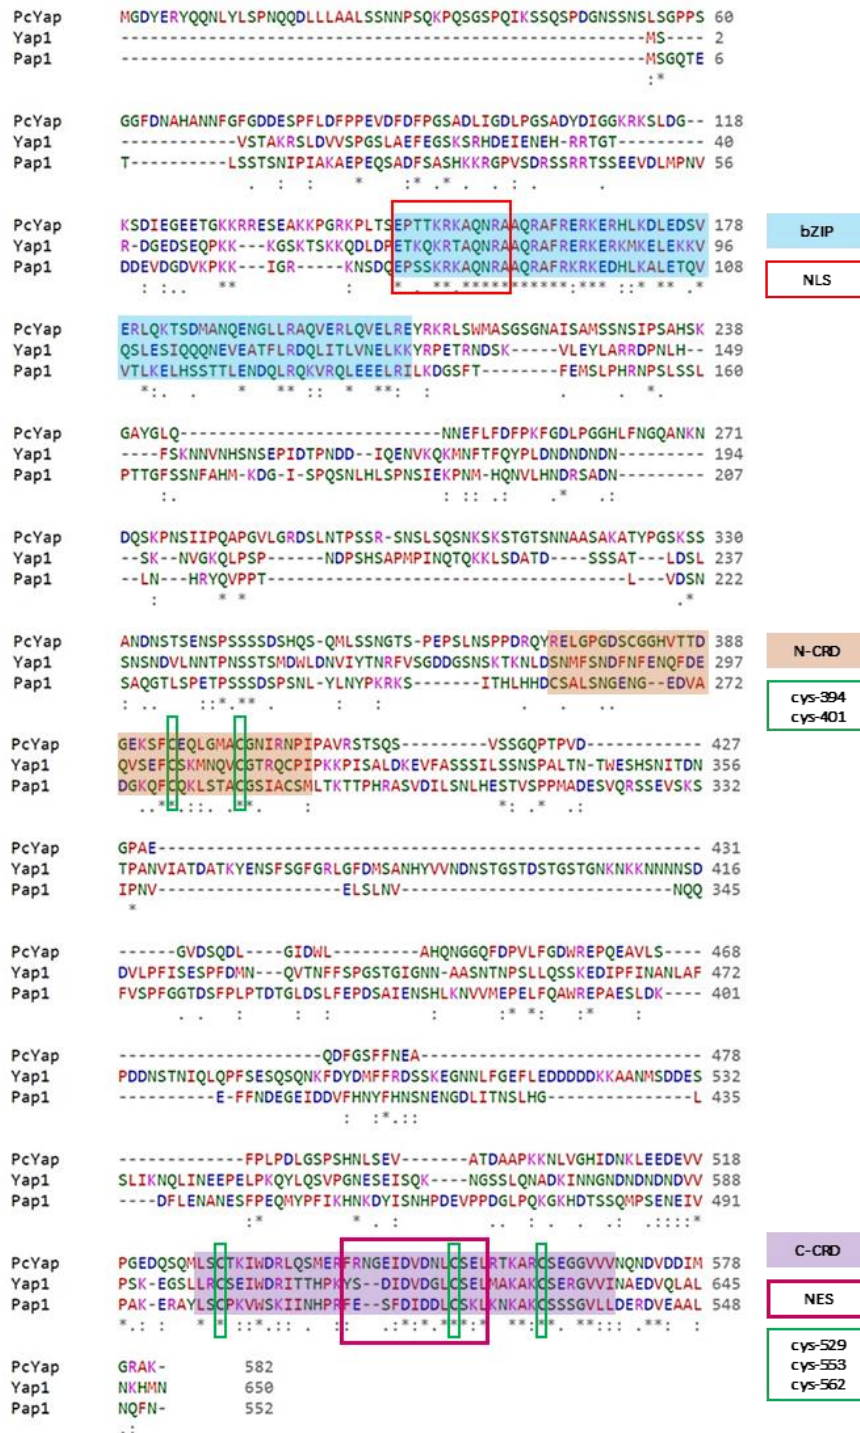 PcYap MGDYERYQQNLYLSPNQQDLLLAALSSNNPSQKPQSGSPQIKSSQSPDGNSSNSLSGPPS 60
Yap1 ----------------------------------------------------------MS 2
Pap1 ------------------------------------------------------MSGQTE 6
:*
PcYap GGFDNAHANNFGFGDDESPFLDFPPEVDFDFPGSADLIGDLPGSADYDIGGKRKSLDG-- 118
Yap1 ------------VSTAKRSLDVVSPGSLAEFEGSKSRHDEIENEH-RRTGT--------- 40
Pap1 T----------LSSTSNIPIAKAEPEQSADFSASHKKRGPVSDRSSRRTSSEEVDLMPNV 56
. : : * :* .* . : . .
PcYap KSDIEGEETGKKRRESEAKKPGRKPLTSEPTTKRKAQNRAAQRAFRERKERHLKDLEDSV 178
bZIP
Yap1 R-DGEDSEQPKK---KGSKTSKKQDLDPETKQKRTAQNRAAQRAFRERKERKMKELEKKV 96
Pap1 DDEVDGDVKPKK---IGR-----KNSDQEPSSKRKAQNRAAQRAFRKRKEDHLKALETQV 108
NLS
: :.. ** : * . **.***********:*** ::* ** .*
PcYap ERLQKTSDMANQENGLLRAQVERLQVELREYRKRLSWMASGSGNAISAMSSNSIPSAHSK 238
Yap1 QSLESIQQQNEVEATFLRDQLITLVNELKKYRPETRNDSK-----VLEYLARRDPNLH-- 149
Pap1 VTLKELHSSTTLENDQLRQKVRQLEEELRILKDGSFT--------FEMSLPHRNPSLSSL 160
*:. . * ** :: * **: : . . *.
PcYap GAYGLQ---------------------------NNEFLFDFPKFGDLPGGHLFNGQANKN 271
Yap1 ----FSKNNVNHSNSEPIDTPNDD--IQENVKQKMNFTFQYPLDNDNDNDN--------- 194
Pap1 PTTGFSSNFAHM-KDG-I-SPQSNLHLSPNSIEKPNM-HQNVLHNDRSADN--------- 207
:. : :: .: .* .:
PcYap DQSKPNSIIPQAPGVLGRDSLNTPSSR-SNSLSQSNKSKSTGTSNNAASAKATYPGSKSS 330
Yap1 --SK--NVGKQLPSP-----NDPSHSAPMPINQTQKKLSDATD----SSSAT---LDSL 237
Pap1 --LN---HRYQVPPT-------------------------------L----VDSN 222
: * * .*
PcYap ANDNSTSENSPSSSSDSHQS-QMLSSNGTS-PEPSLNSPPDRQYRELGPGDSCGGHVTTD 388
Yap1 SNSNDVLNNTPNSSTSMDWLDNVIYTNRFVSGDDGSNSKTKNLDSNMFSNDFNFENQFDE 297
N-CRD
Pap1 SAQGTLSPETPSSSDSPSNL-YLNYPKRKS-----ITHLHHDCSALSNGENG--EDVA 272
: .. ::*.** . : : . . ..
cys-394
cys-401
PcYap GEKSFCEQLGMACGNIRNPIPAVRSTSQS---------VSSGQPTPVD------------ 427
Yap1 QVSEFCSKMNQVCGTRQCPIPKKPISALDKEVFASSSILSSNSPALTN-TWESHSNITDN 356
Pap1 DGKQFCQKLSTACGSIACSMLTKTTPHRASVDILSNLHESTVSPPMADESVQRSSEVSKS 332
..**.::. .**. : *: .* :
PcYap GPAE-------------------------------------------------------- 431
Yap1 TPANVIATDATKYENSFSGFGRLGFDMSANHYVVNDNSTGSTDSTGSTGNKNKKNNNNSD 416
Pap1 IPNV-------------------ELSLNV----------------------------NQQ 345
*
PcYap ------GVDSQDL----GIDWL---------AHQNGGQFDPVLFGDWREPQEAVLS---- 468
Yap1 DVLPFISESPFDMN---QVTNFFSPGSTGIGNN-AASNTNPSLLQSSKEDIPFINANLAF 472
Pap1 FVSPFGGTDSFPLPTDTGLDSLFEPDSAIENSHLKNVVMEPELFQAWREPAESLDK---- 401
. . : : : : :* *: :* :
PcYap ---------------------QDFGSFFNEA----------------------------- 478
Yap1 PDDNSTNIQLQPFSESQSQNKFDYDMFFRDSSKEGNNLFGEFLEDDDDDKKAANMSDDES 532
Pap1 ----------E-FFNDEGEIDDVFHNYFHNSNENGDLITNSLHG---------------L 435
: :*.::
PcYap -------------FPLPDLGSPSHNLSEV-------ATDAAPKKNLVGHIDNKLEEDEVV 518
Yap1 SLIKNQLINEEPELPKQYLQSVPGNESEISQK----NGSSLQNADKINNGNDNDNDNDVV 588
Pap1 ----DFLENANESFPEQMYPFIKHNKDYISNHPDEVPPDGLPQKGKHDTSSQMPSENEIV 491
:* * . : . : . . .::::*
PcYap PGEDQSQMLSCTKIWDRLQSMERFRNGEIDVDNLCSELRTKARCSEGGVVVNQNDVDDIM 578
C-CRD
Yap1 PSK-EGSLLRCSEIWDRITTHPKYS--DIDVDGLCSELMAKAKCSERGVVINAEDVQLAL 645
Pap1 PAK-ERAYLSCPKVWSKIINHPRFE--SFDIDDLCSKLKNKAKCSSSGVLLDERDVEAAL 548
NES
*.: : * *.::*.:: . :: .:*:*.***:* **:**. **::: .**: :
cys-529
cys-553
cys-562
PcYap GRAK- 582
Yap1 NKHMN 650
Pap1 NQFN- 552
.: